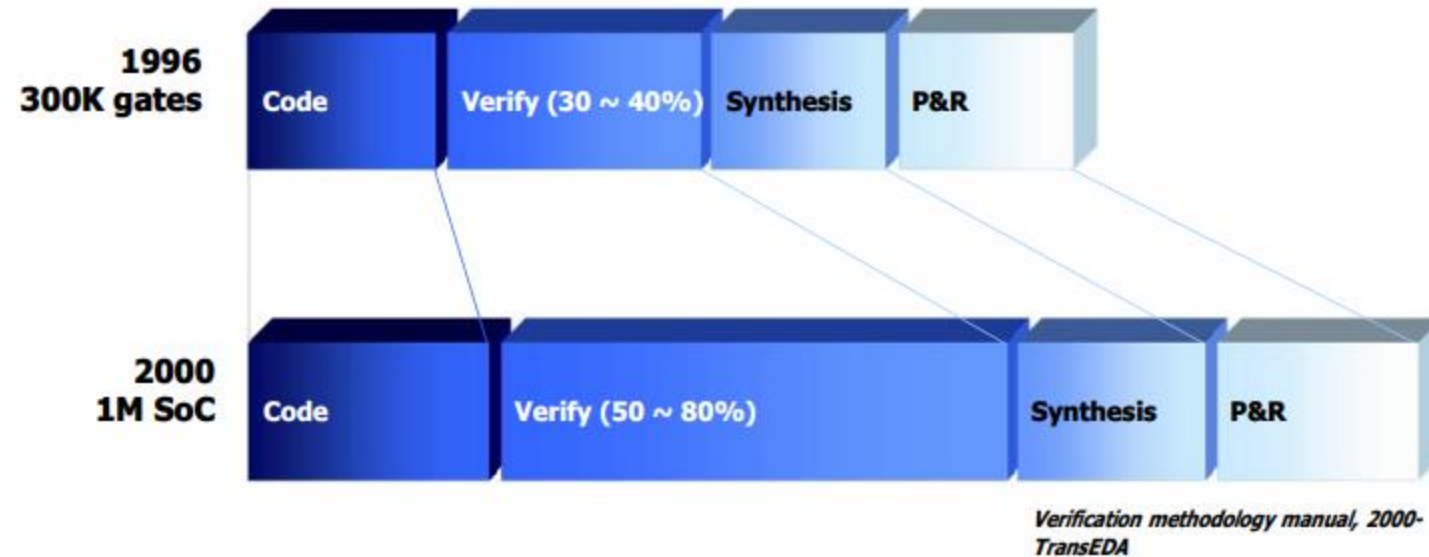 1996
300K gates
Code
Verify (30 ~ 40%)
Synthesis
P&R
2000
1M SoC
Code
Verify (50 ~ 80%)
Synthesis
P&R
Verification methodology manual, 2000-
TransEDA